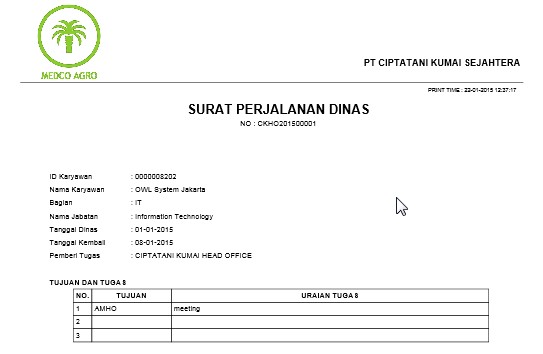 MEDCO AGRO
PT CIPTATANI KUMAI SEJAHTERA
PRINT TIME : 22-01-2015 12:37:17
SURAT PERJALANAN DINAS
NO : CKHO201500001
ID Karyawan : 0000008202
Nama Karyawan : OWL System Jakarta
Bagian : IT
Nama Jabatan : Information Technology
Tanggal Dinas : 01-01-2015
Tanggal Kembali : 08-01-2015
Pemberi Tugas : CIPTATANI KUMAI HEAD OFFICE
TUJUAN DAN TUGAS
NO. TUJUAN URAIAN TUGAS
1 AMHO meeting
2
3